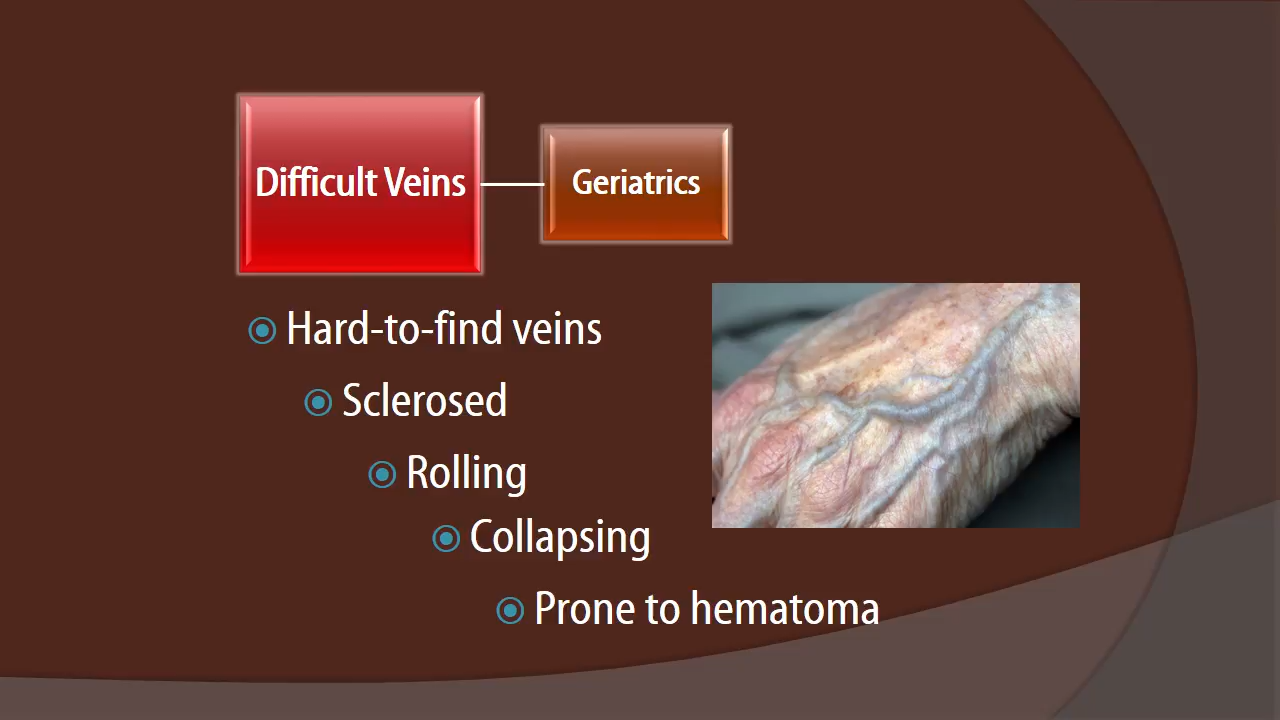 Difficult Veins
Geriatrics
Hard-to-find veins
Sclerosed
Rolling
Collapsing
Prone to hematoma